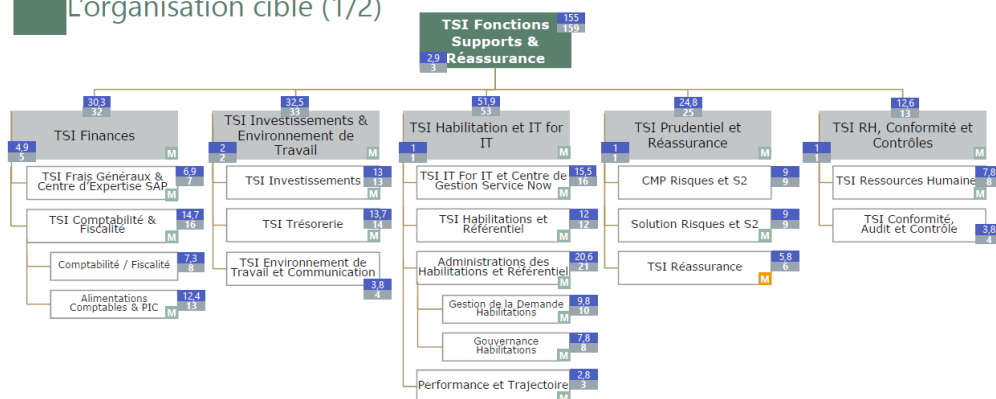 L'organisation cible (1/2)
155
TSI Fonctions
159
Supports &
2,9
Réassurance
3
30,3
32
TSI Finances
M
4,9
5
TSI Frais Généraux &
Centre d'Expertise SAP
6,9
7
TSI Comptabilité &
Fiscalité
M
14,7
16
Comptabilité / Fiscalité
7,3
8
Alimentations
Comptables & PIC
M
12,4
13
32,5
33
TSI Investissements &
Environnement de
Travail
M
2
2
TSI Investissements
M
13
13
TSI Trésorerie
M
13,7
14
TSI Environnement de
Travail et Communication
3,8
4
51,9
53
TSI Habilitation et IT for
IT
M
1
1
TSI IT For IT et Centre de
Gestion Service Now
M
15,5
16
TSI Habilitations et
Référentiel
M
12
12
Administrations des
Habilitations et Référentiel
M
20,6
21
Gestion de la Demande
Habilitations
M
9,8
10
Gouvernance
Habilitations
M
7,8
8
Performance et Trajectoire
M
2,8
3
24,8
25
TSI Prudentiel et
Réassurance
M
1
1
CMP Risques et S2
9
9
Solution Risques et S2
M
9
9
TSI Réassurance
M
5,8
6
12,6
13
TSI RH, Conformité et
Contrôles
M
1
1
TSI Ressources Humaine
M
7,8
8
TSI Conformité,
Audit et Contrôle
3,8
4